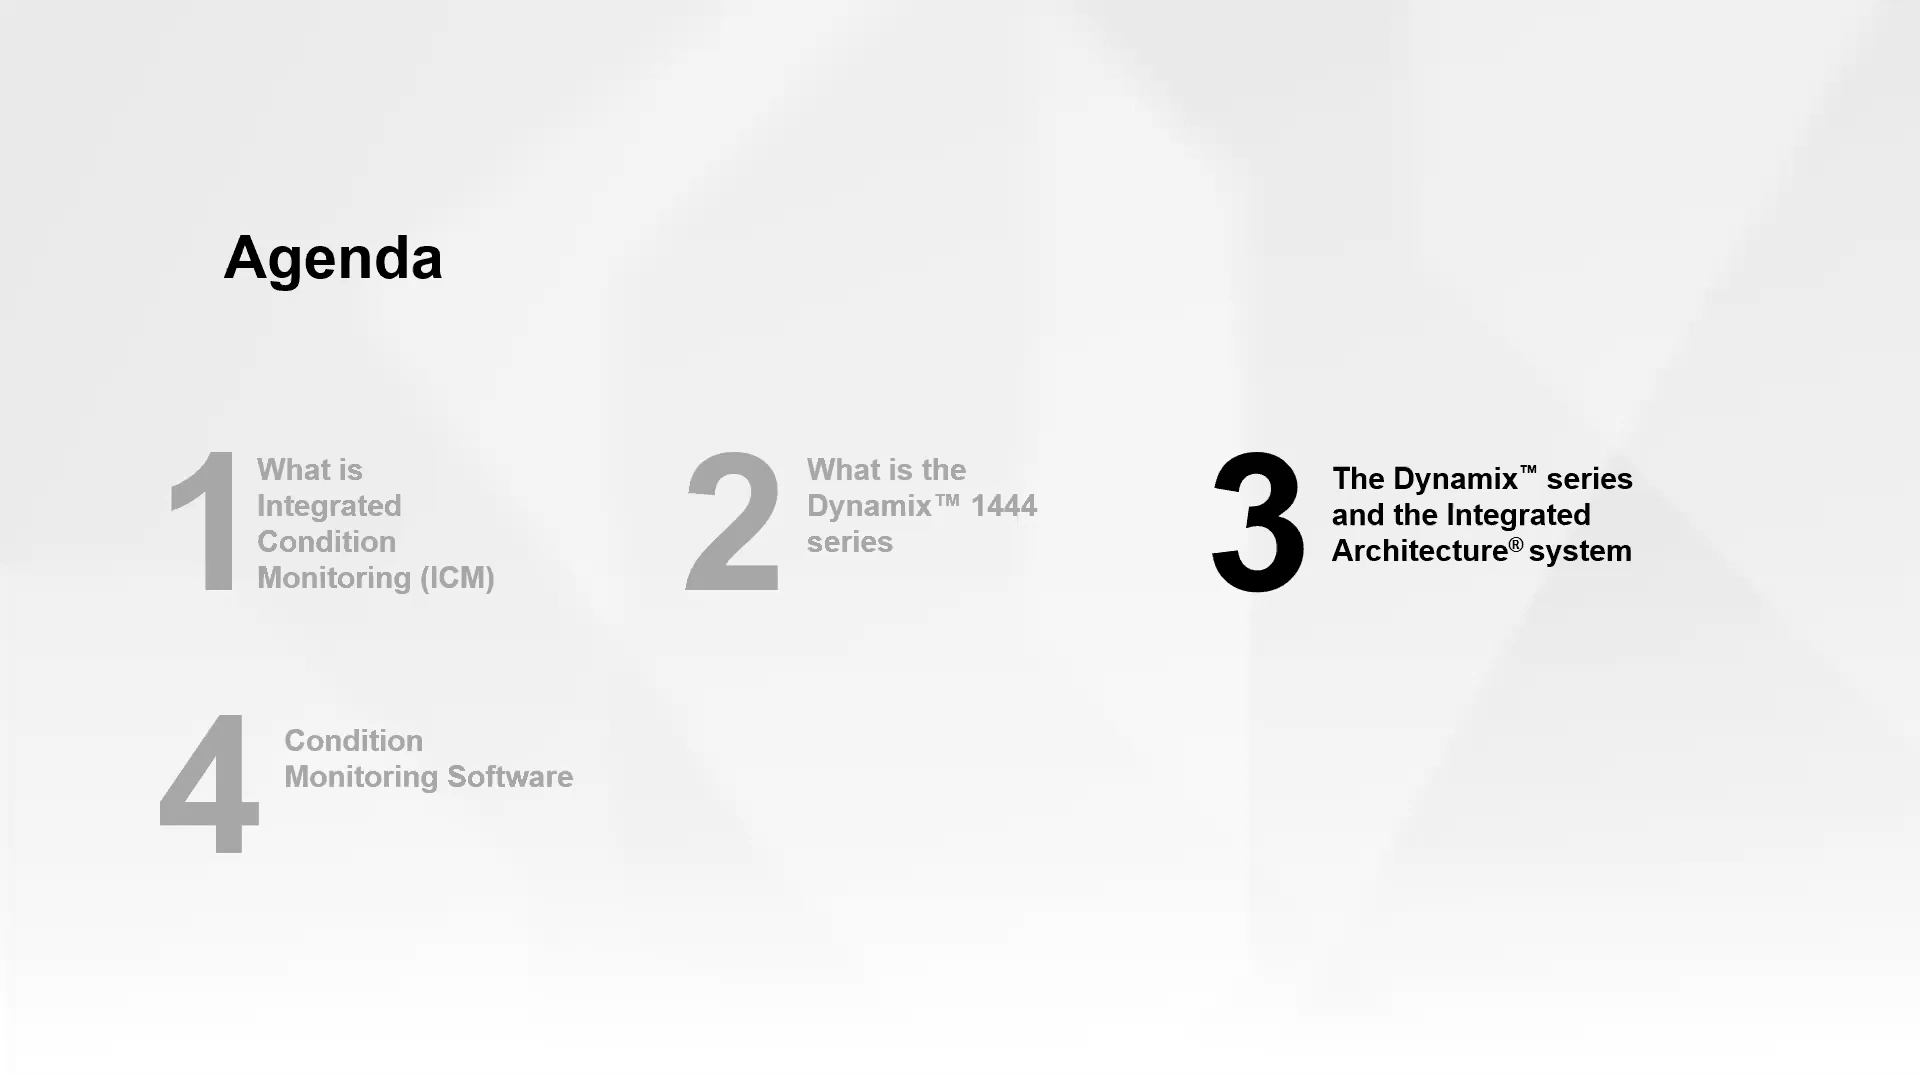 Agenda
1
What is
Integrated
Condition
Monitoring (ICM)
2
What is the
Dynamix™ 1444
series
3
The Dynamix™ series
and the Integrated
Architecture® system
4
Condition
Monitoring Software